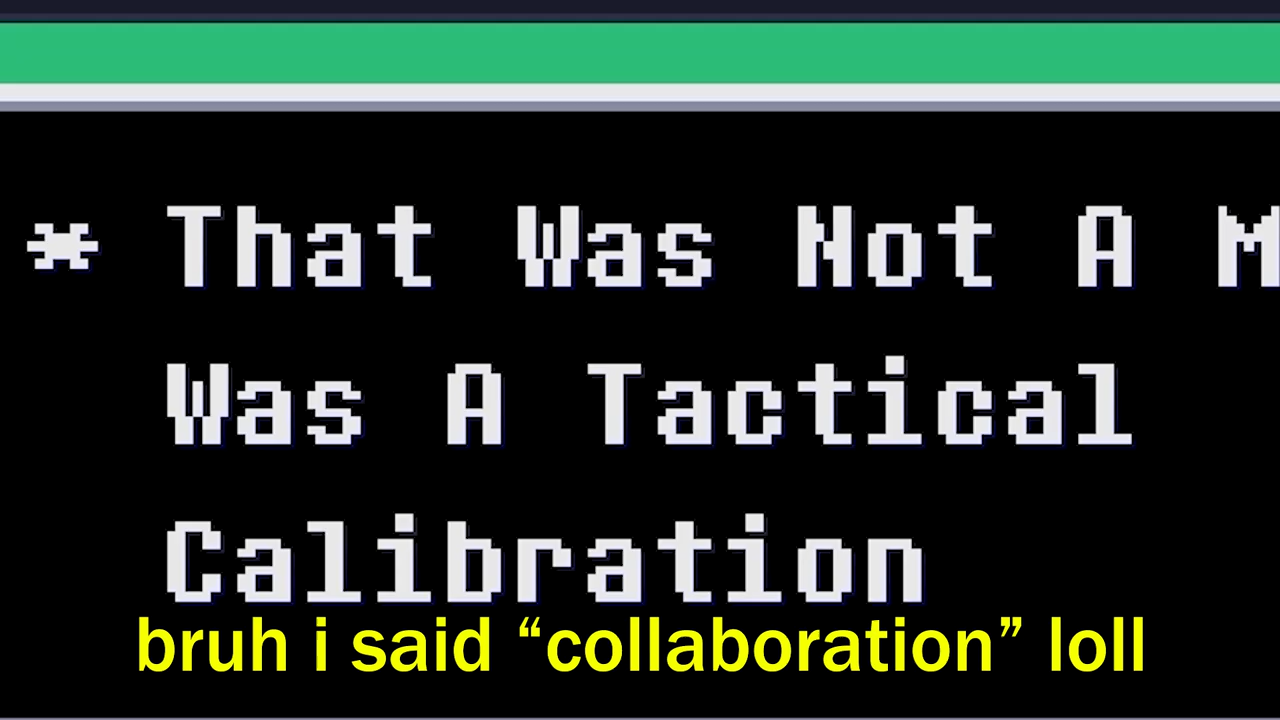 * That Was Not A M
Was A Tactical
Calibration
bruh i said “collaboration” loll